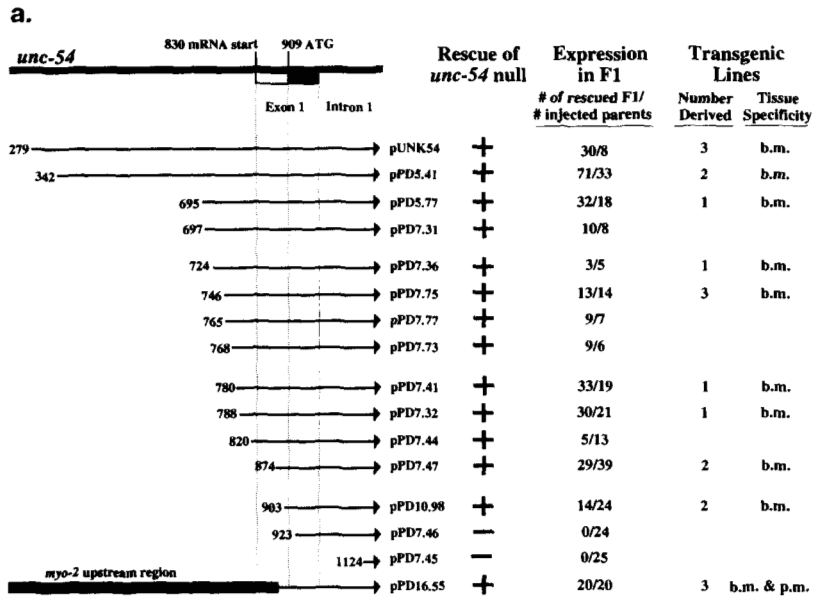 a.
830 mRNA start 909 ATG
unc-54
Exon 1 Intron 1
Rescue of unc-54 null
Expression in F1
# of rescued F1/ # injected parents
Transgenic Lines
Number Derived
Tissue Specificity
279 pUNK54 + 30/8 3 b.m.
342 pPD5.41 + 71/33 2 b.m.
695 pPD5.77 + 32/18 1 b.m.
697 pPD7.31 + 10/8
724 pPD7.36 + 3/5 1 b.m.
746 pPD7.75 + 13/14 3 b.m.
765 pPD7.77 + 9/7
768 pPD7.73 + 9/6
780 pPD7.41 + 33/19 1 b.m.
788 pPD7.32 + 30/21 1 b.m.
820 pPD7.44 + 5/13
874 pPD7.47 + 29/39 2 b.m.
903 pPD10.98 + 14/24 2 b.m.
923 pPD7.46 − 0/24
1124 pPD7.45 − 0/25
myo-2 upstream region
pPD16.55 + 20/20 3 b.m. & p.m.